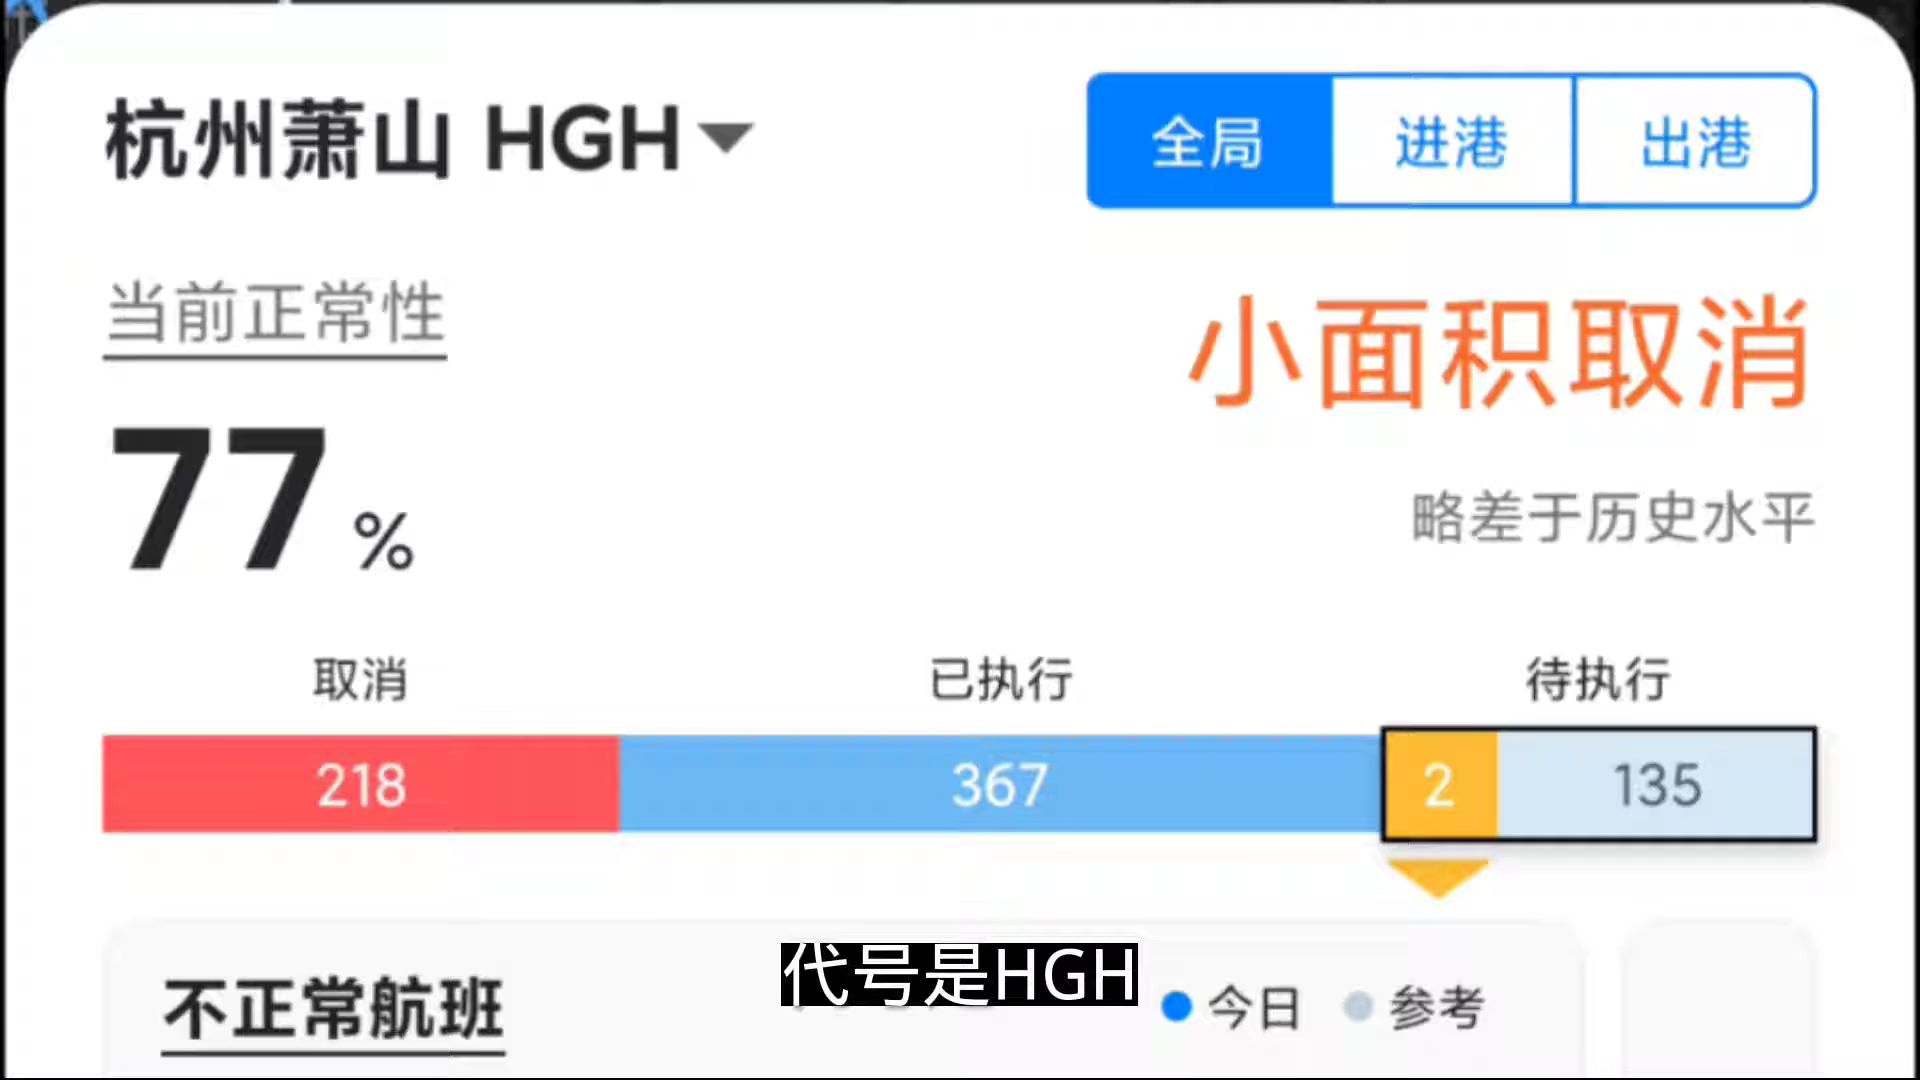 杭州萧山 HGH
全局 进港 出港
当前正常性
小面积取消
77 %
略差于历史水平
取消 已执行 待执行
218 367 2 135
代号是HGH
不正常航班 今日 参考